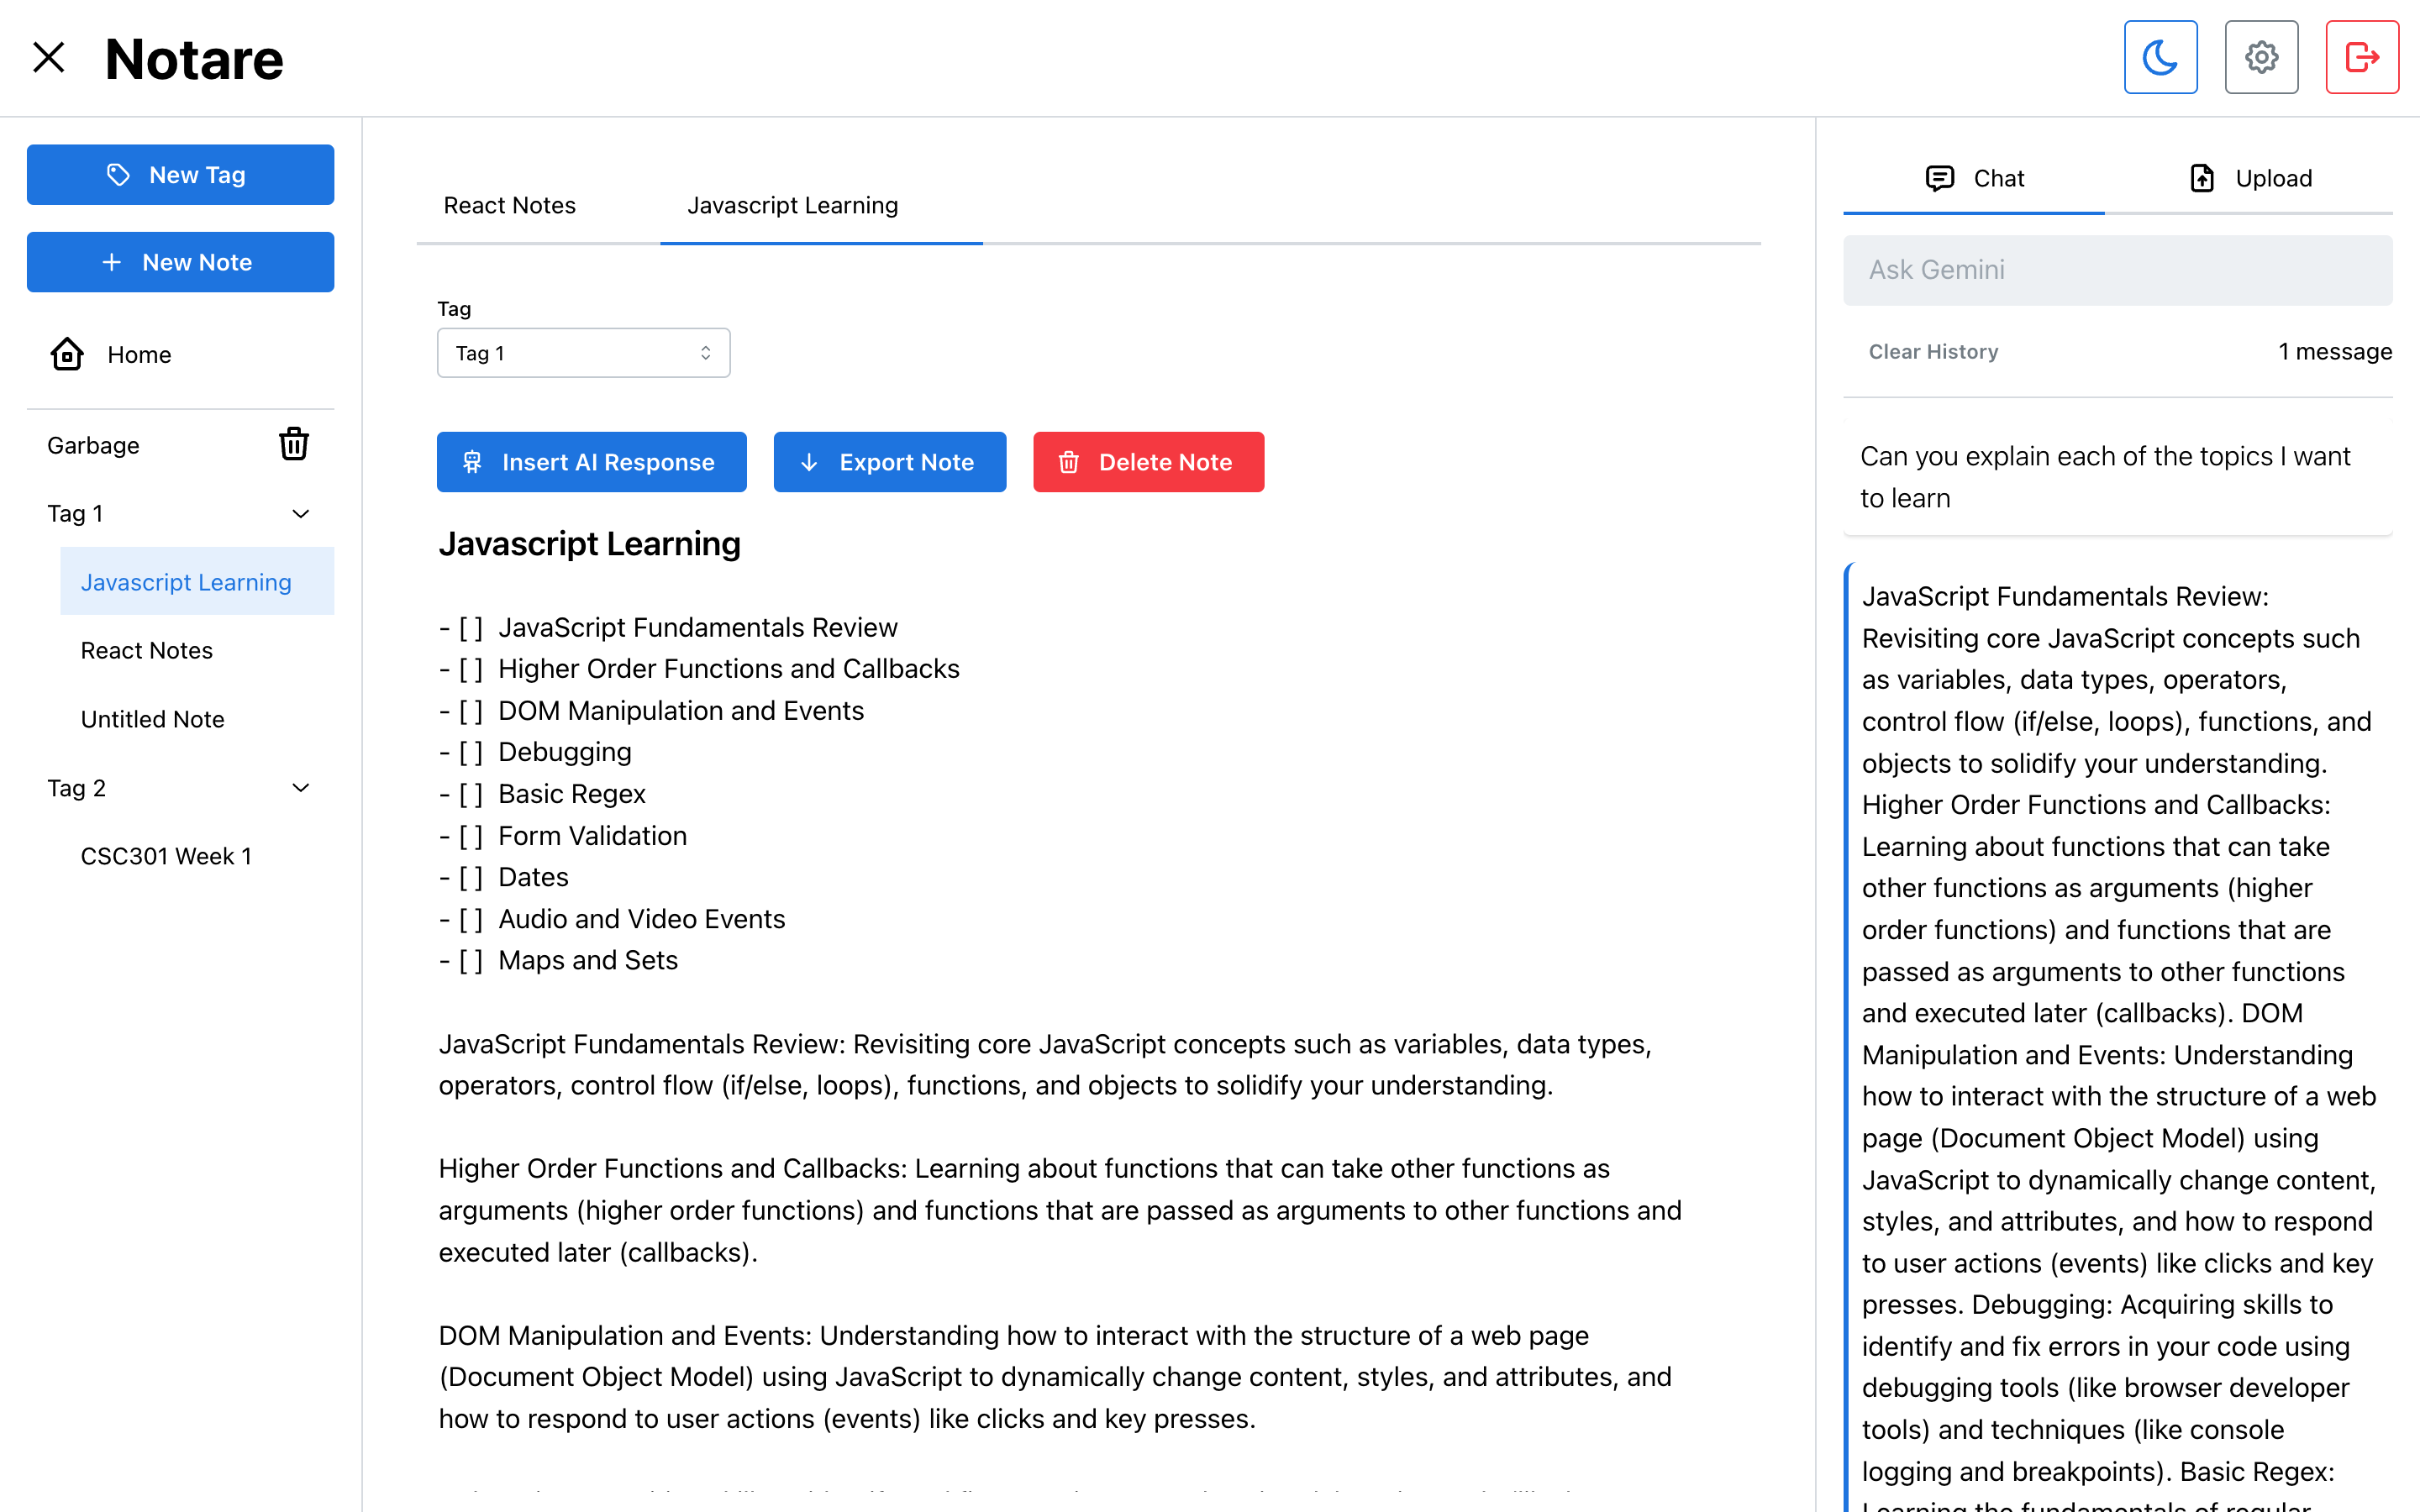 Notare
New Tag
New Note
Home
Garbage
Tag 1
Javascript Learning
React Notes
Untitled Note
Tag 2
CSC301 Week 1
React Notes
Javascript Learning
Tag
Tag 1
Insert AI Response
Export Note
Delete Note
Javascript Learning
- [ ] JavaScript Fundamentals Review
- [ ] Higher Order Functions and Callbacks
- [ ] DOM Manipulation and Events
- [ ] Debugging
- [ ] Basic Regex
- [ ] Form Validation
- [ ] Dates
- [ ] Audio and Video Events
- [ ] Maps and Sets
JavaScript Fundamentals Review: Revisiting core JavaScript concepts such as variables, data types,
operators, control flow (if/else, loops), functions, and objects to solidify your understanding.
Higher Order Functions and Callbacks: Learning about functions that can take other functions as
arguments (higher order functions) and functions that are passed as arguments to other functions and
executed later (callbacks).
DOM Manipulation and Events: Understanding how to interact with the structure of a web page
(Document Object Model) using JavaScript to dynamically change content, styles, and attributes, and
how to respond to user actions (events) like clicks and key presses.
Chat
Upload
Ask Gemini
Clear History
1 message
Can you explain each of the topics I want
to learn
JavaScript Fundamentals Review:
Revisiting core JavaScript concepts such
as variables, data types, operators,
control flow (if/else, loops), functions, and
objects to solidify your understanding.
Higher Order Functions and Callbacks:
Learning about functions that can take
other functions as arguments (higher
order functions) and functions that are
passed as arguments to other functions
and executed later (callbacks). DOM
Manipulation and Events: Understanding
how to interact with the structure of a web
page (Document Object Model) using
JavaScript to dynamically change content,
styles, and attributes, and how to respond
to user actions (events) like clicks and key
presses. Debugging: Acquiring skills to
identify and fix errors in your code using
debugging tools (like browser developer
tools) and techniques (like console
logging and breakpoints). Basic Regex:
Learning the fundamentals of regular